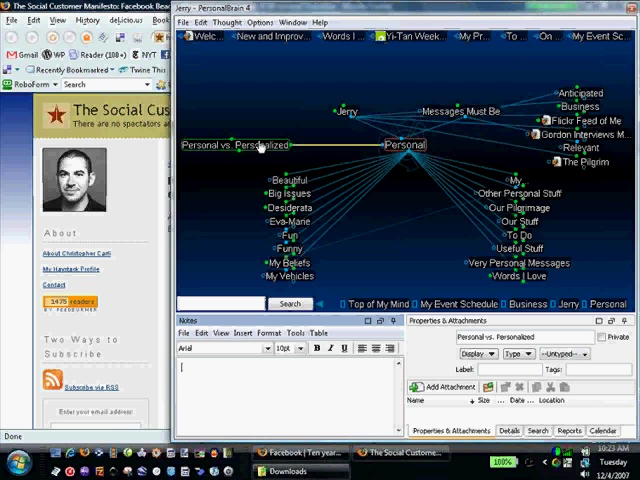 The Social Customer Manifesto: Facebook Beac
History
del.icio.us
Bookmark
Gmail
WP
Reader (100+)
NYT
Recently Bookmarked
Twine This
RoboForm
Search
The Social Cus
There are no spectators a
About
About Christopher Carfi
My Haystack Profile
Contact
1475 readers
BY FEEDBURNER
Two Ways to
Subscribe
Subscribe via RSS
Enter your email address:
Done
Jerry - PersonalBrain 4
File Edit Thought Options Window Help
Welc...
New and Improv...
Words I ...
Yi-Tan Week...
My Pr...
To ...
On ...
My Event Sc...
Jerry
Messages Must Be
Anticipated
Business
Flickr Feed of Me
Gordon Interviews M...
Relevant
The Pilgrim
Personal vs. Personalized
Personal
Beautiful
Big Issues
Desiderata
Eva-Marie
Fun
Funny
My Beliefs
My Vehicles
My...
Other Personal Stuff
Our Pilgrimage
Our Stuff
To Do
Useful Stuff
Very Personal Messages
Words I Love
Search
Top of My Mind
My Event Schedule
Business
Jerry
Personal
Notes
File Edit View Insert Format Tools Table
Arial
10pt
B I U
Properties & Attachments
Personal vs. Personalized
Private
Display
Type
--Untyped--
Label:
Tags:
Add Attachment
Name
Size
Date ...
Location
Properties & Attachments
Details
Search
Reports
Calendar
Facebook | Ten year...
The Social Custome...
Downloads
100%
10:23 AM
Tuesday
12/4/2007